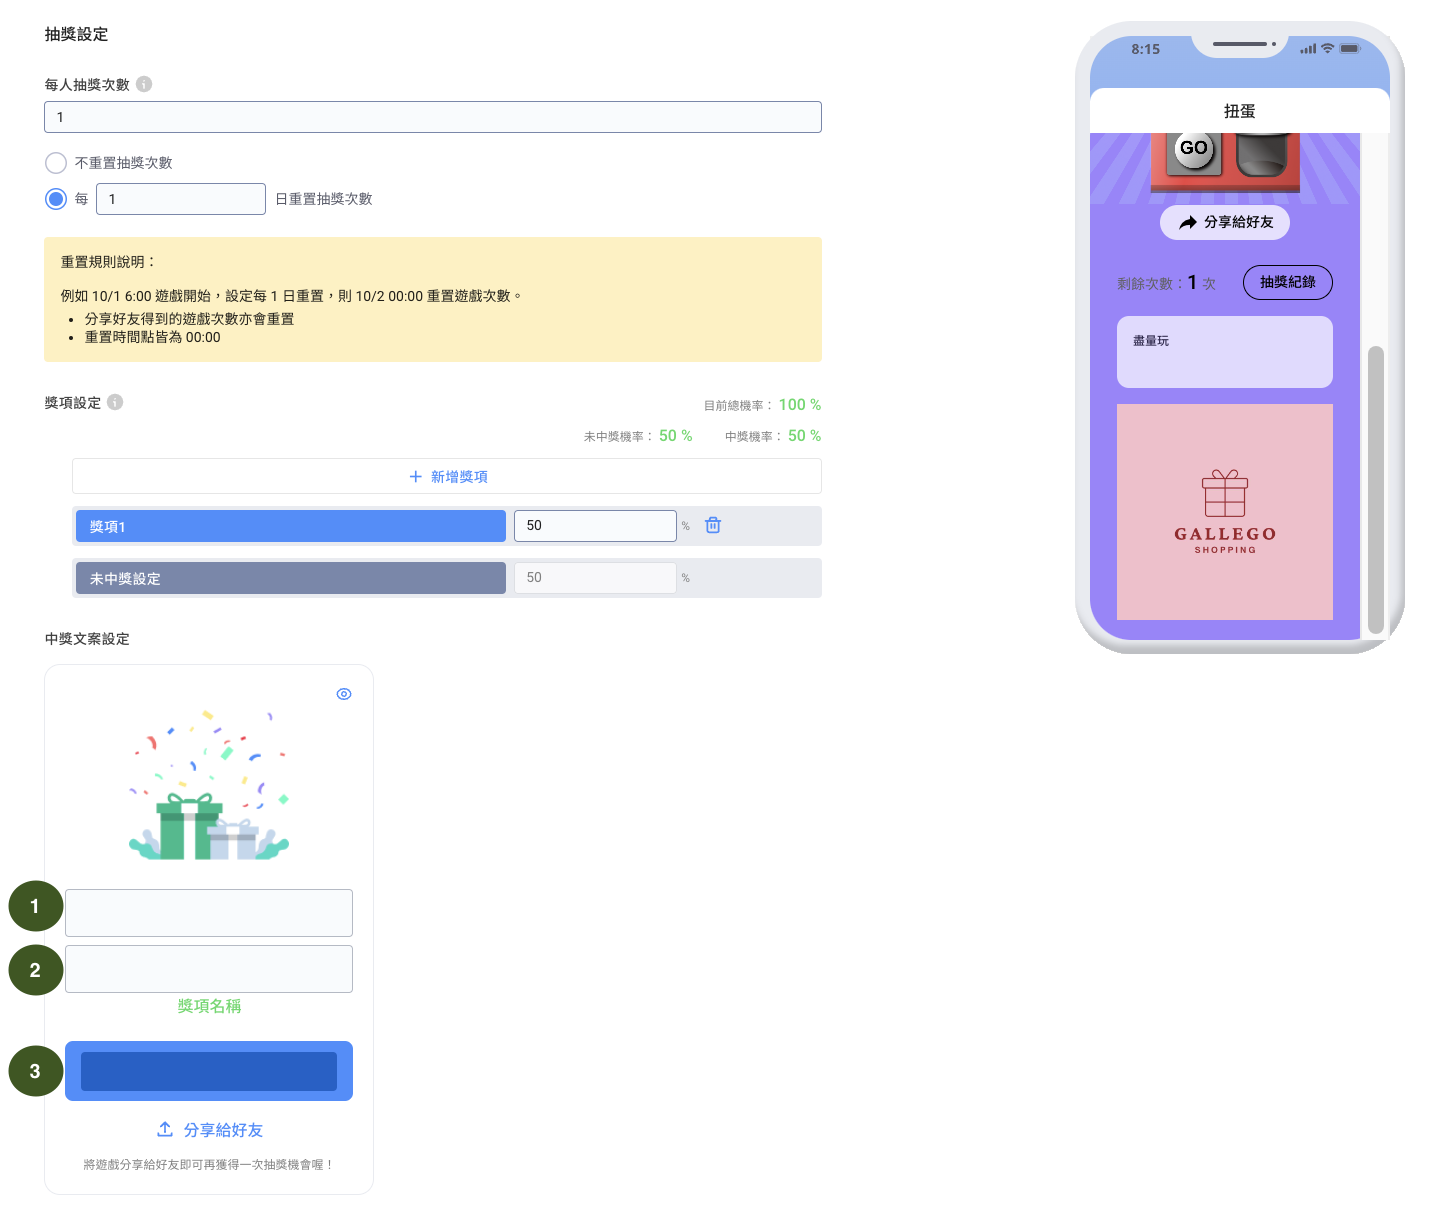 抽獎設定
每人抽獎次數 i
1
不重置抽獎次數
每 1 日重置抽獎次數
重置規則說明：
例如 10/1 6:00 遊戲開始，設定每 1 日重置，則 10/2 00:00 重置遊戲次數。
• 分享好友得到的遊戲次數亦會重置
• 重置時間點皆為 00:00
獎項設定 i
目前總機率： 100 %
未中獎機率： 50 % 中獎機率： 50 %
+ 新增獎項
獎項1 50 %
未中獎設定 50 %
中獎文案設定
1
2
獎項名稱
3
分享給好友
將遊戲分享給好友即可再獲得一次抽獎機會喔！
8:15
扭蛋
GO
分享給好友
剩餘次數：1 次 抽獎紀錄
盡量玩
GALLEGO
SHOPPING